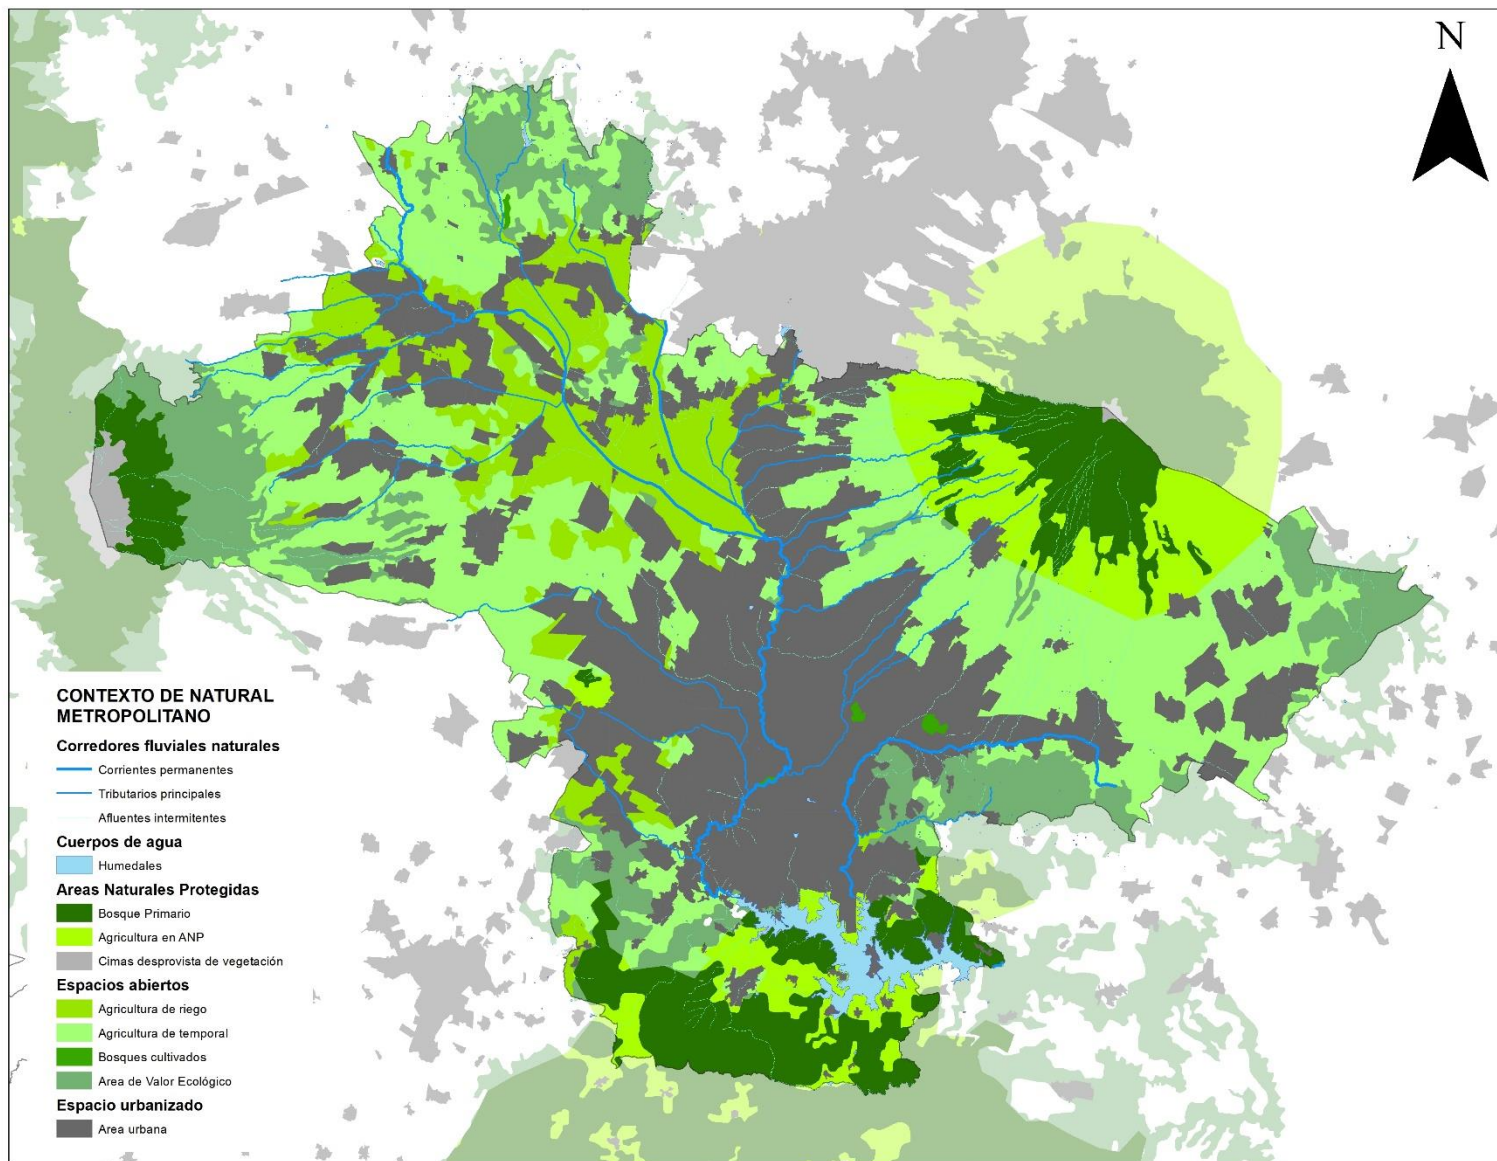 N
CONTEXTO DE NATURAL
METROPOLITANO
Corredores fluviales naturales
Corrientes permanentes
Tributarios principales
Afluentes intermitentes
Cuerpos de agua
Humedales
Areas Naturales Protegidas
Bosque Primario
Agricultura en ANP
Cimas desprovista de vegetación
Espacios abiertos
Agricultura de riego
Agricultura de temporal
Bosques cultivados
Area de Valor Ecológico
Espacio urbanizado
Area urbana